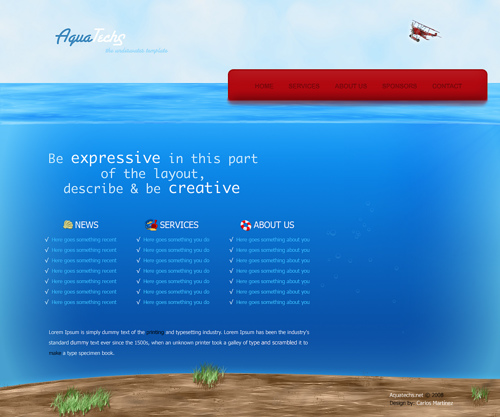 AquaTechs
the underwater template
HOME SERVICES ABOUT US SPONSORS CONTACT
Be expressive in this part
of the layout,
describe & be creative
NEWS SERVICES ABOUT US
√ Here goes something recent √ Here goes something you do √ Here goes something about you
√ Here goes something recent √ Here goes something you do √ Here goes something about you
√ Here goes something recent √ Here goes something you do √ Here goes something about you
√ Here goes something recent √ Here goes something you do √ Here goes something about you
√ Here goes something recent √ Here goes something you do √ Here goes something about you
√ Here goes something recent √ Here goes something you do √ Here goes something about you
√ Here goes something recent √ Here goes something you do √ Here goes something about you
Lorem Ipsum is simply dummy text of the printing and typesetting industry. Lorem Ipsum has been the industry's
standard dummy text ever since the 1500s, when an unknown printer took a galley of type and scrambled it to
make a type specimen book.
Aquatechs.net © 2008
Design by: Carlos Martinez